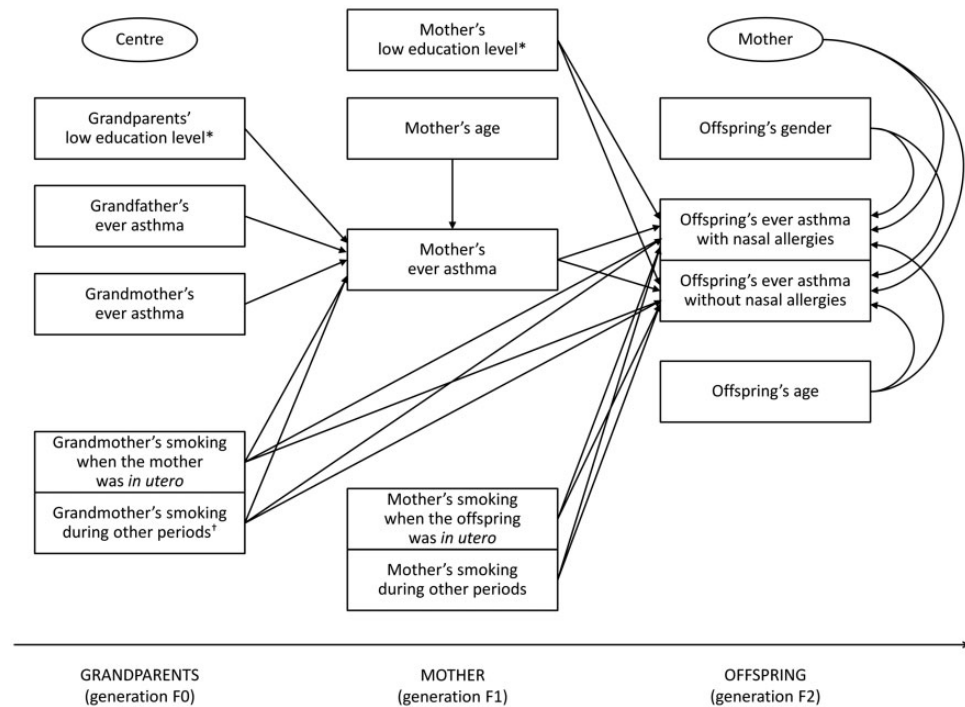 Centre
Grandparents'
low education level*
Grandfather's
ever asthma
Grandmother's
ever asthma
Grandmother's smoking
when the mother
was in utero
Grandmother's smoking
during other periods†
Mother's
low education level*
Mother's age
Mother's
ever asthma
Mother's smoking
when the offspring
was in utero
Mother's smoking
during other periods
Mother
Offspring's gender
Offspring's ever asthma
with nasal allergies
Offspring's ever asthma
without nasal allergies
Offspring's age
GRANDPARENTS
(generation F0)
MOTHER
(generation F1)
OFFSPRING
(generation F2)